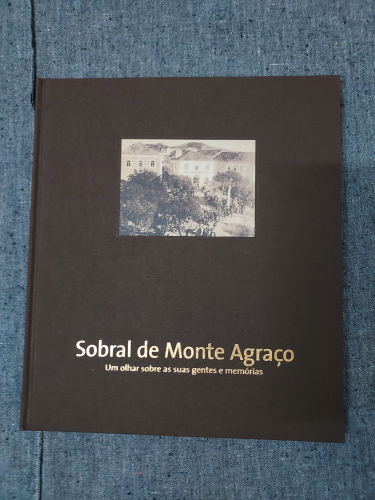 Sobral de Monte Agraço
Um olhar sobre as suas gentes e memórias